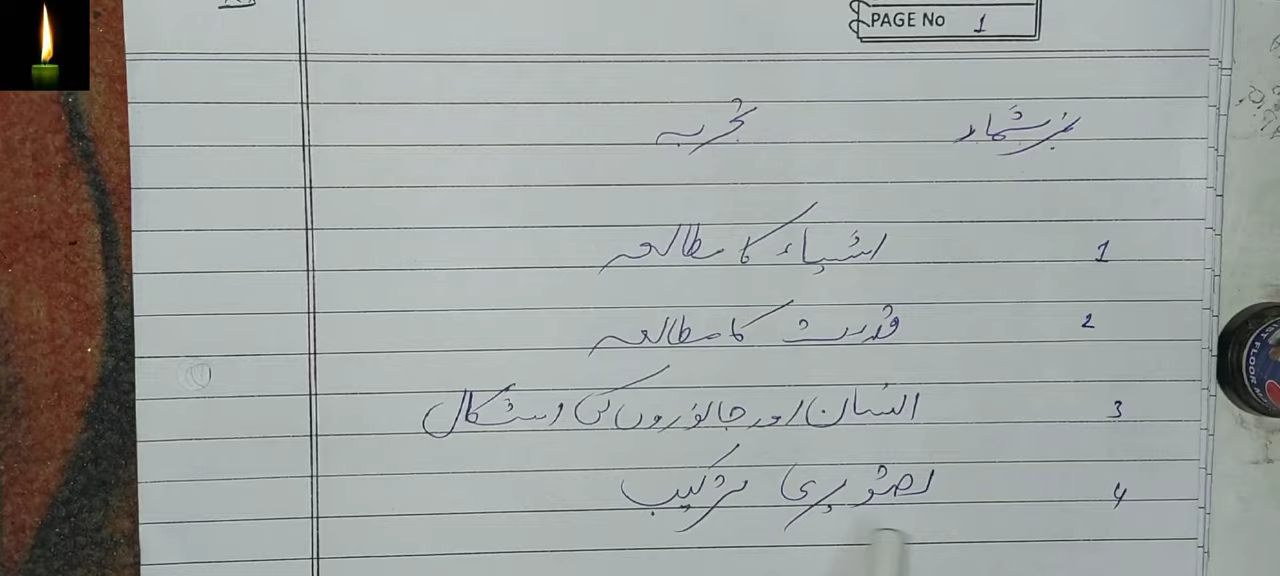 PAGE No 1
نمبر شمار تجربہ
1 اشیاء کا مطالعہ
2 قدرت کا مطالعہ
3 انسان اور جانوروں کی اشکال
4 تصویری ترکیب